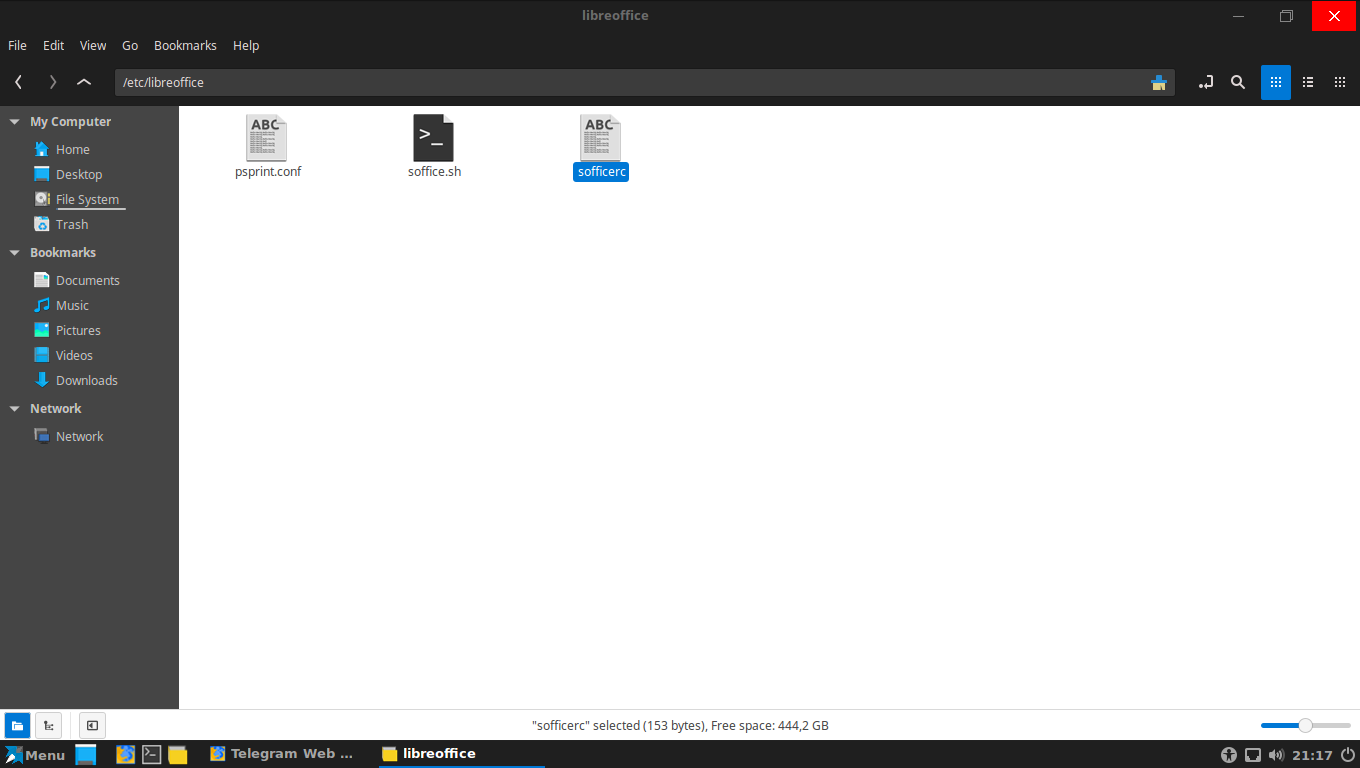 libreoffice
File Edit View Go Bookmarks Help
/etc/libreoffice
My Computer
Home
Desktop
File System
Trash
Bookmarks
Documents
Music
Pictures
Videos
Downloads
Network
Network
ABC
psprint.conf
>_
soffice.sh
ABC
sofficerc
"sofficerc" selected (153 bytes), Free space: 444,2 GB
Menu
Telegram Web ...
libreoffice
21:17